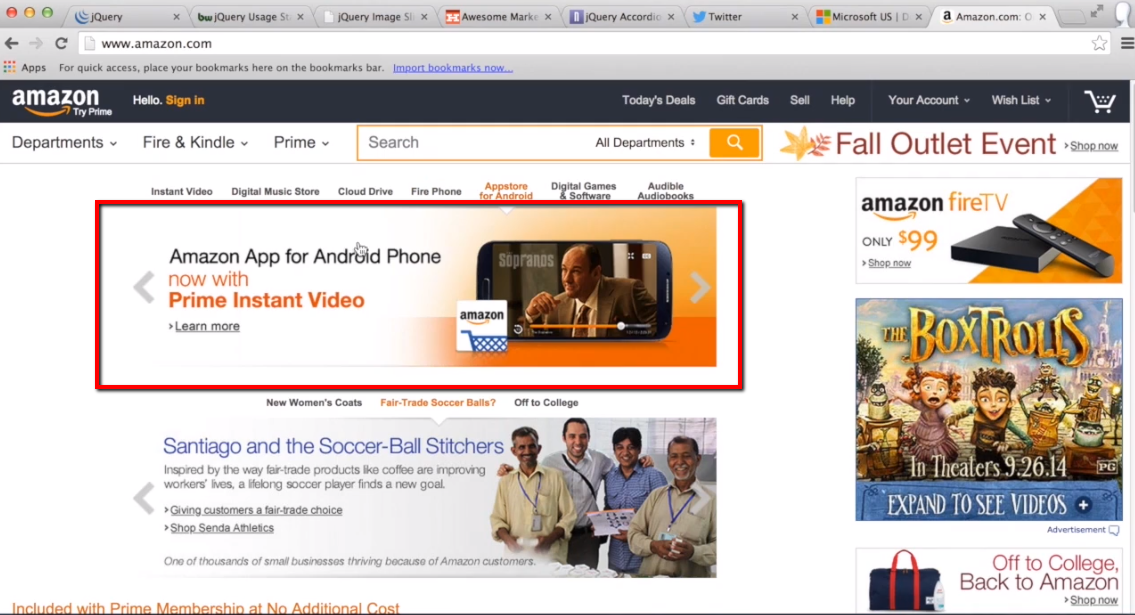 jQuery
jQuery Usage St
jQuery Image Sli
Awesome Marke
jQuery Accordio
Twitter
Microsoft US | D
Amazon.com: O
www.amazon.com
Apps For quick access, place your bookmarks here on the bookmarks bar. Import bookmarks now...
amazon
Try Prime
Hello. Sign in
Today's Deals Gift Cards Sell Help Your Account Wish List
Departments Fire & Kindle Prime Search All Departments
Fall Outlet Event › Shop now
Instant Video Digital Music Store Cloud Drive Fire Phone
Appstore
for Android
Digital Games
& Software
Audible
Audiobooks
Amazon App for Android Phone
now with
Prime Instant Video
› Learn more
Sopranos
amazon
amazon fireTV
ONLY $99
› Shop now
THE BOXTROLLS
In Theaters 9.26.14
PG
EXPAND TO SEE VIDEOS
Advertisement
New Women's Coats Fair-Trade Soccer Balls? Off to College
Santiago and the Soccer-Ball Stitchers
Inspired by the way fair-trade products like coffee are improving
workers' lives, a lifelong soccer player finds a new goal.
› Giving customers a fair-trade choice
› Shop Senda Athletics
One of thousands of small businesses thriving because of Amazon customers.
Off to College,
Back to Amazon
› Shop now
Included with Prime Membership at No Additional Cost